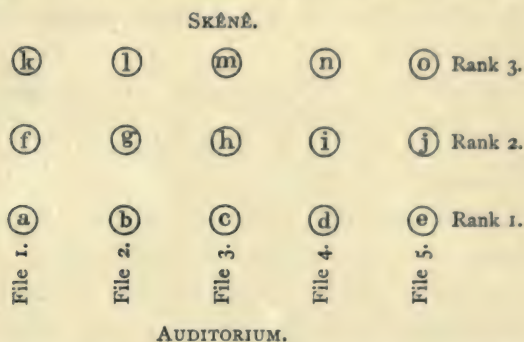 SKÊNÊ.
k l m n o Rank 3.
f g h i j Rank 2.
a b c d e Rank 1.
File 1. File 2. File 3. File 4. File 5.
AUDITORIUM.